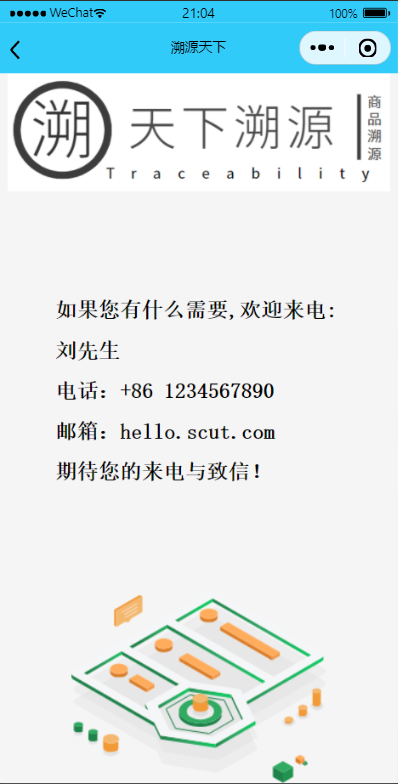 WeChat 21:04 100%
溯源天下
溯 天下溯源 商品溯源
Traceability
如果您有什么需要,欢迎来电:
刘先生
电话：+86 1234567890
邮箱：hello.scut.com
期待您的来电与致信！